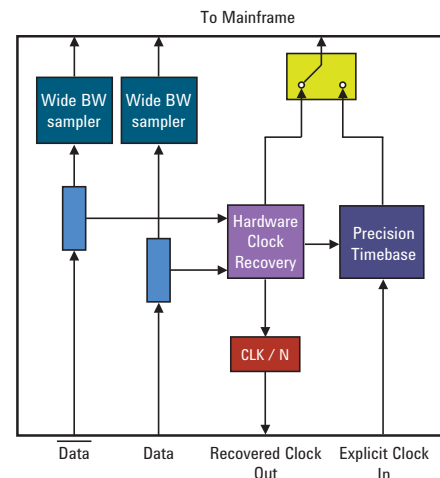 To Mainframe
Wide BW
sampler
Wide BW
sampler
Hardware
Clock
Recovery
Precision
Timebase
CLK / N
Data
Data
Recovered Clock
Out
Explicit Clock
In